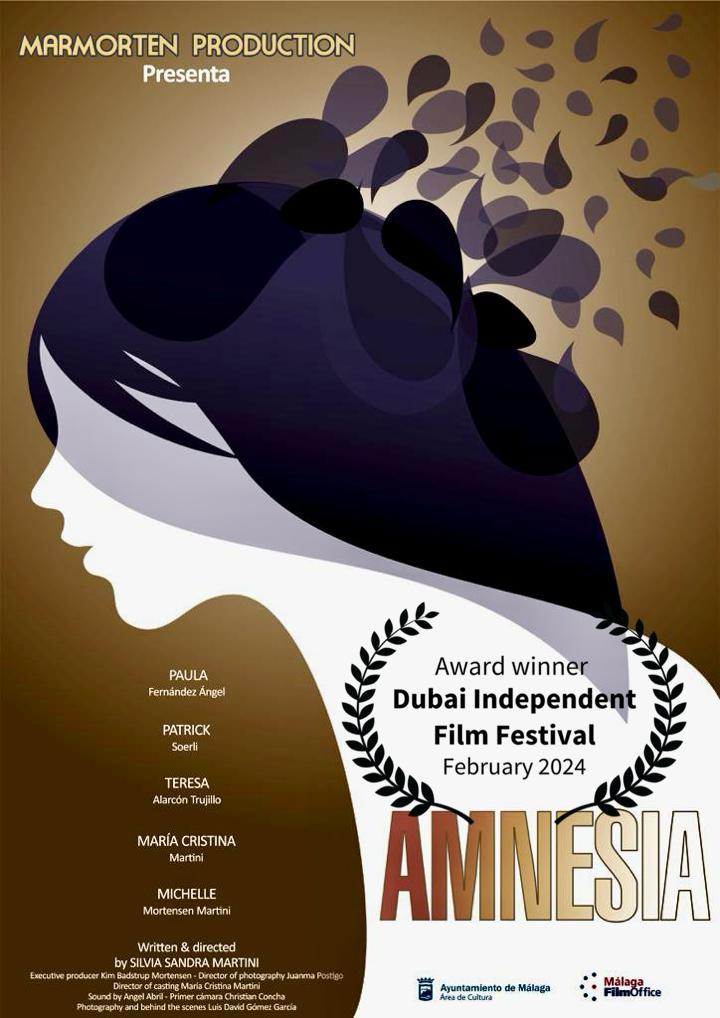 MARMORTEN PRODUCTION
Presenta
PAULA
Fernández Ángel
PATRICK
Soerli
TERESA
Alarcón Trujillo
MARÍA CRISTINA
Martini
MICHELLE
Mortensen Martini
Written & directed
by SILVIA SANDRA MARTINI
Executive producer Kim Badstrup Mortensen - Director of photography Juanma Postigo
Director of casting María Cristina Martini
Sound by Angel Abril - Primer cámara Christian Concha
Photography and behind the scenes Luis David Gómez García
Award winner
Dubai Independent
Film Festival
February 2024
AMNESIA
Ayuntamiento de Málaga
Área de Cultura
Málaga
FilmOffice